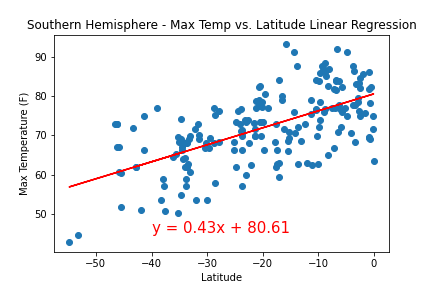 Southern Hemisphere - Max Temp vs. Latitude Linear Regression
Max Temperature (F)
90
80
70
60
50
y = 0.43x + 80.61
−50
−40
−30
−20
−10
0
Latitude